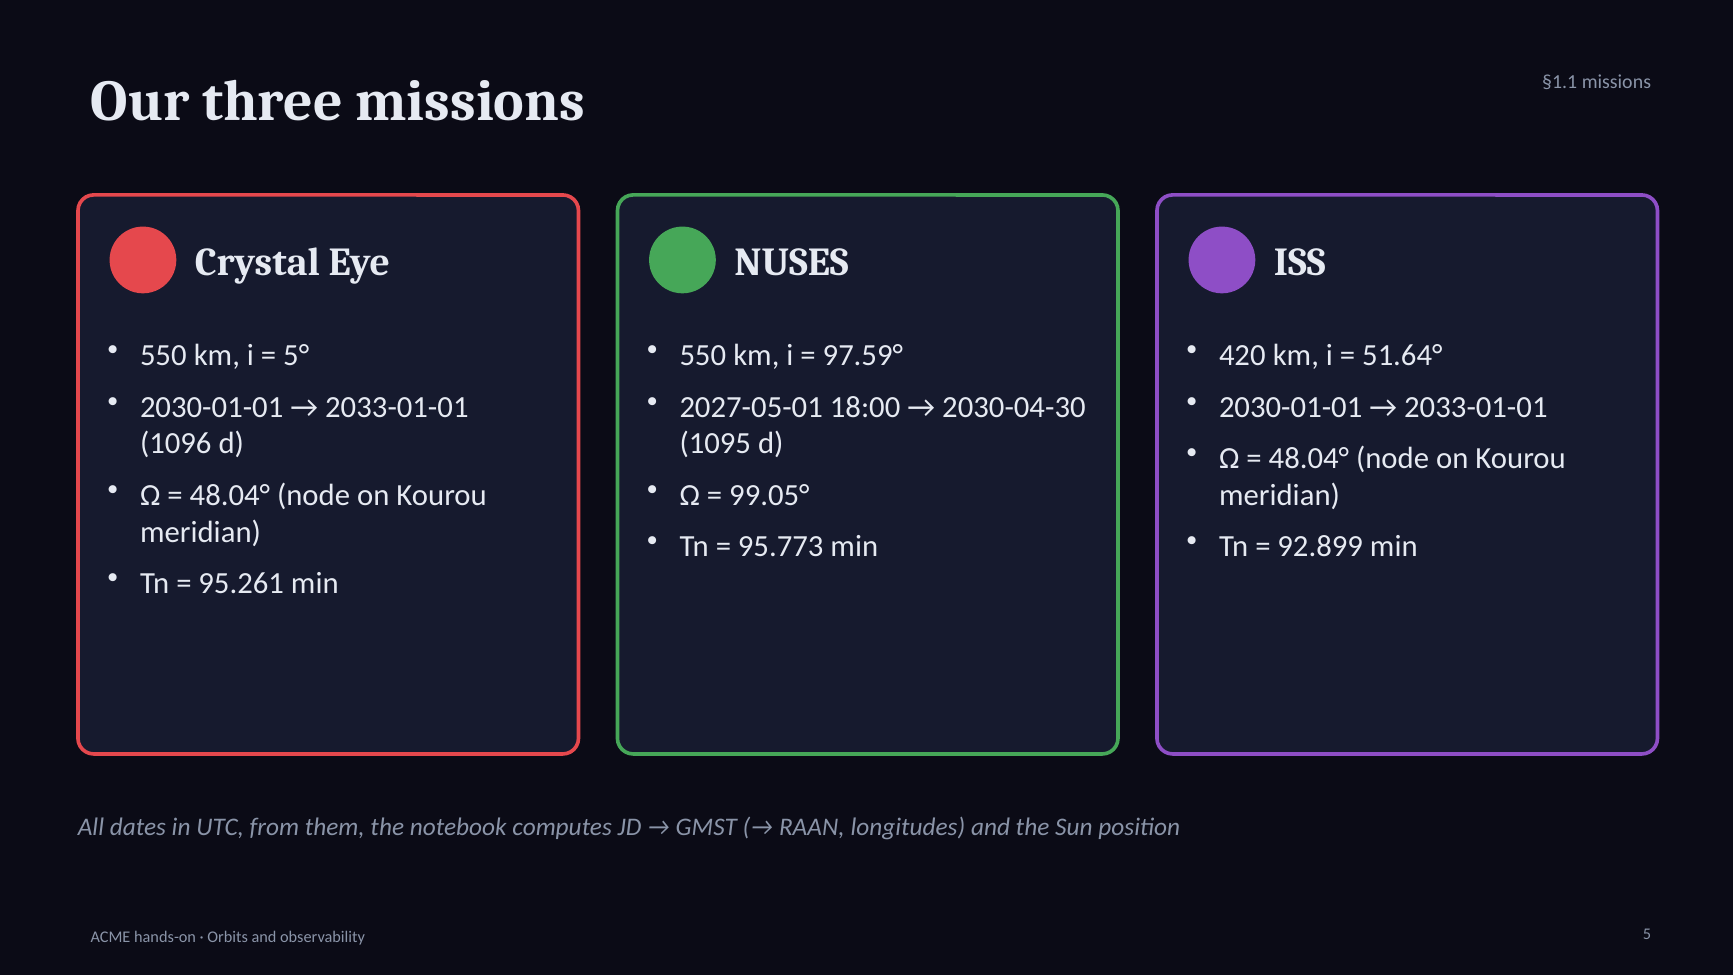 Our three missions
§1.1 missions
Crystal Eye
• 550 km, i = 5°
• 2030-01-01 → 2033-01-01
(1096 d)
• Ω = 48.04° (node on Kourou
meridian)
• Tn = 95.261 min
NUSES
• 550 km, i = 97.59°
• 2027-05-01 18:00 → 2030-04-30
(1095 d)
• Ω = 99.05°
• Tn = 95.773 min
ISS
• 420 km, i = 51.64°
• 2030-01-01 → 2033-01-01
• Ω = 48.04° (node on Kourou
meridian)
• Tn = 92.899 min
All dates in UTC, from them, the notebook computes JD → GMST (→ RAAN, longitudes) and the Sun position
ACME hands-on · Orbits and observability
5